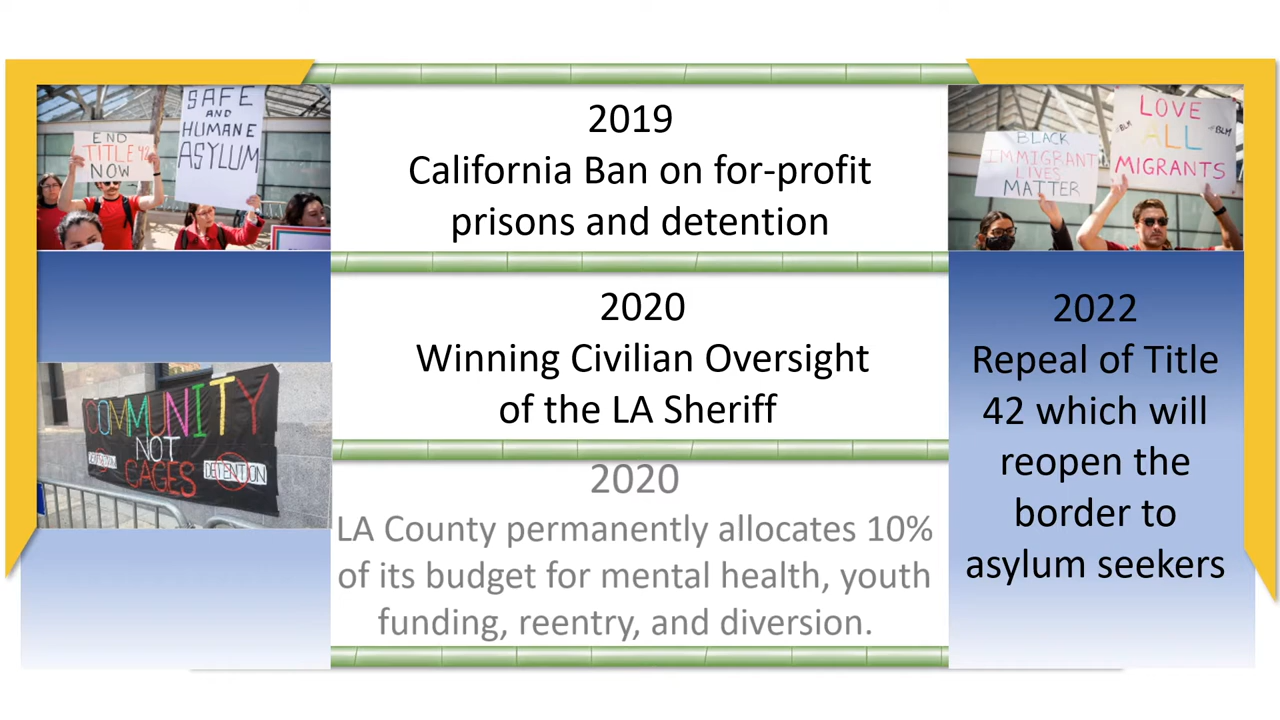 SAFE
AND
HUMANE
ASYLUM
END
TITLE 42
NOW
2019
California Ban on for-profit
prisons and detention
LOVE
ALL
MIGRANTS
#BLM
#BLM
BLACK
IMMIGRANT
LIVES
MATTER
COMMUNITY
NOT
CAGES
DETENTION
2020
Winning Civilian Oversight
of the LA Sheriff
2020
LA County permanently allocates 10%
of its budget for mental health, youth
funding, reentry, and diversion.
2022
Repeal of Title
42 which will
reopen the
border to
asylum seekers